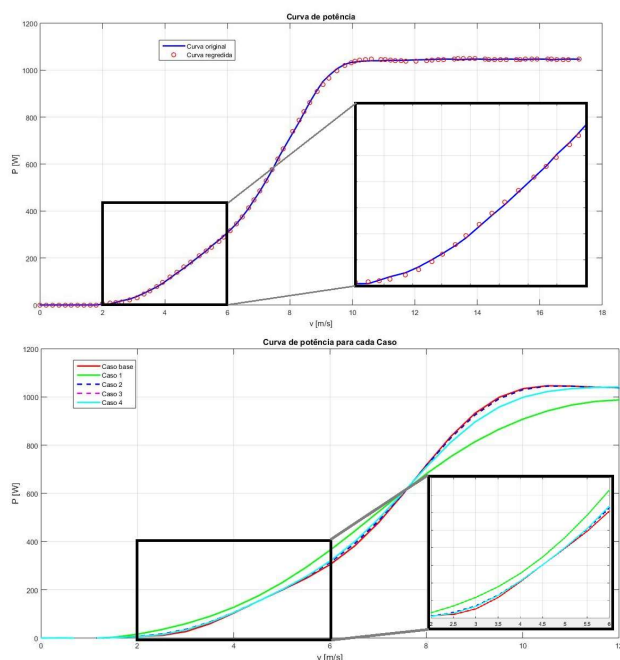 Curva de potência
1200
1000
800
600
400
200
0
P [W]
Curva original
Curva regredida
0 2 4 6 8 10 12 14 16 18
v [m/s]
Curva de potência para cada Caso
1200
1000
800
600
400
200
0
P [W]
Caso base
Caso 1
Caso 2
Caso 3
Caso 4
2 2.5 3 3.5 4 4.5 5 5.5 6
0 2 4 6 8 10 12
v [m/s]